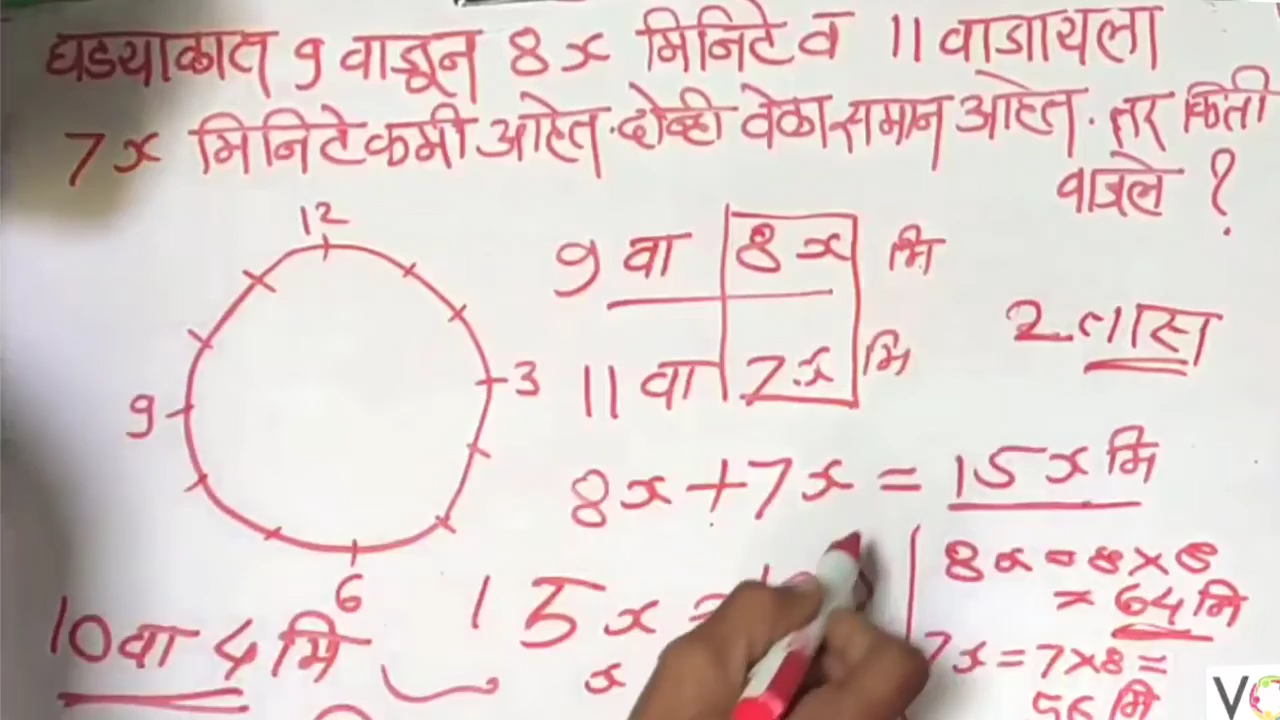 घडयाळात 9 वाजून 8x मिनिटे व 11 वाजायला
7x मिनिटे कमी आहेत. दोन्ही वेळा समान आहेत. तर किती
वाजले ?
12
9
3
6
9 वा 8x मि
11 वा 7x मि
2 तास
8x + 7x = 15x मि
15x =
x
8x = 8 × 8
= 64 मि
7x = 7 × 8 =
56 मि
10 वा 4 मि